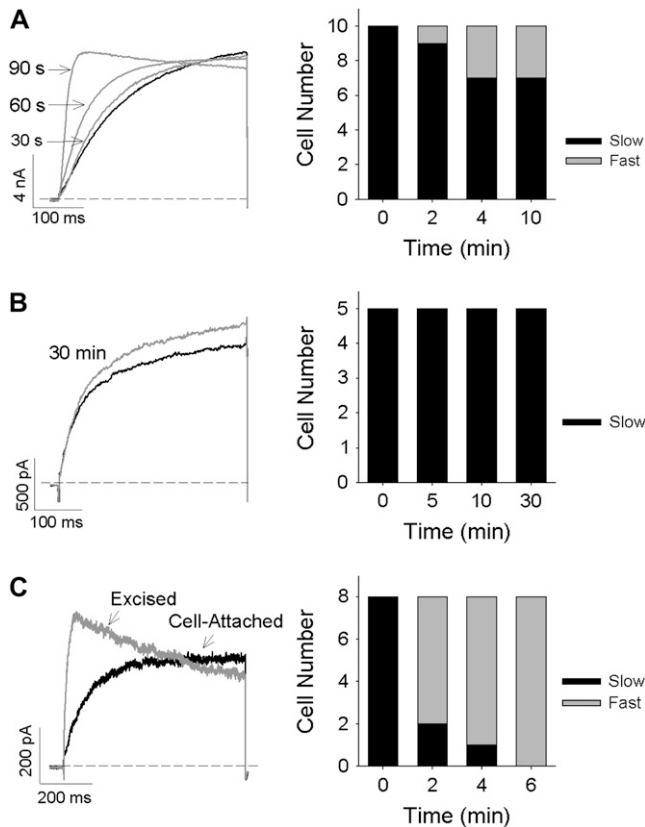 A
90 s
60 s
30 s
4 nA
100 ms
Cell Number
10
8
6
4
2
0
0 2 4 10
Time (min)
Slow
Fast
B
30 min
500 pA
100 ms
Cell Number
5
4
3
2
1
0
0 5 10 30
Time (min)
Slow
C
Excised
Cell-Attached
200 pA
200 ms
Cell Number
8
6
4
2
0
0 2 4 6
Time (min)
Slow
Fast